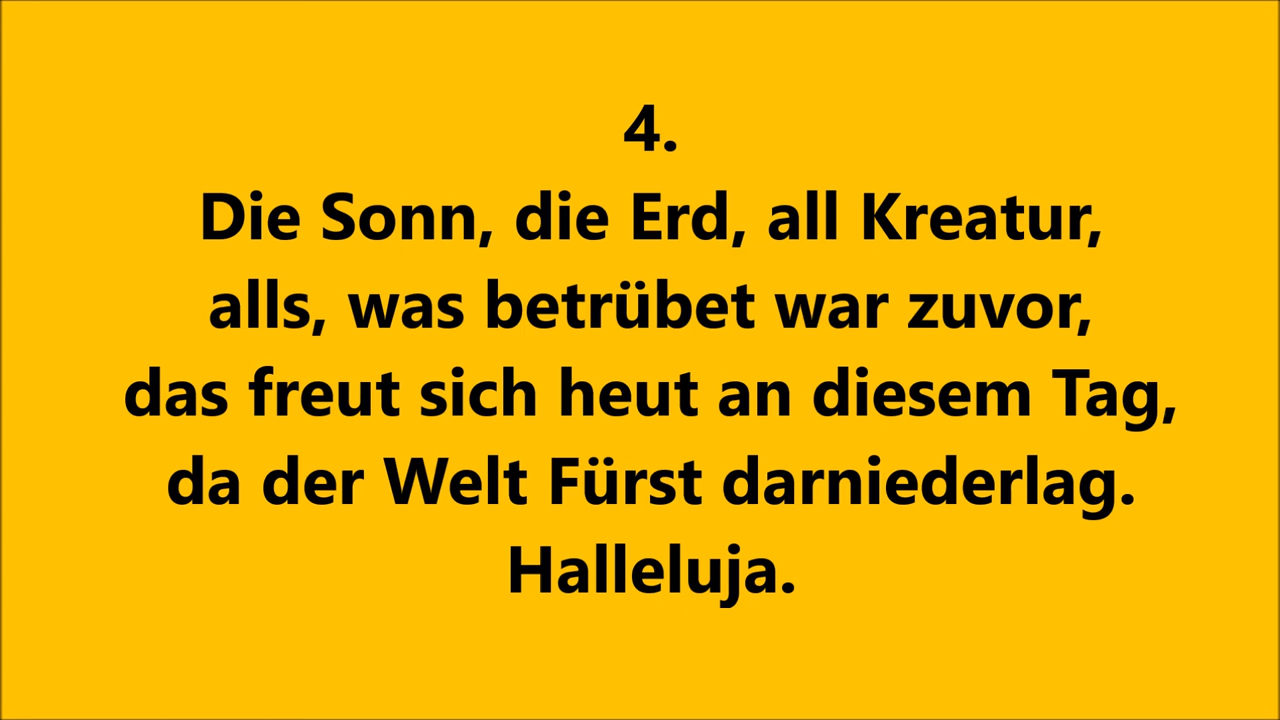 4.
Die Sonn, die Erd, all Kreatur,
alls, was betrübet war zuvor,
das freut sich heut an diesem Tag,
da der Welt Fürst darniederlag.
Halleluja.